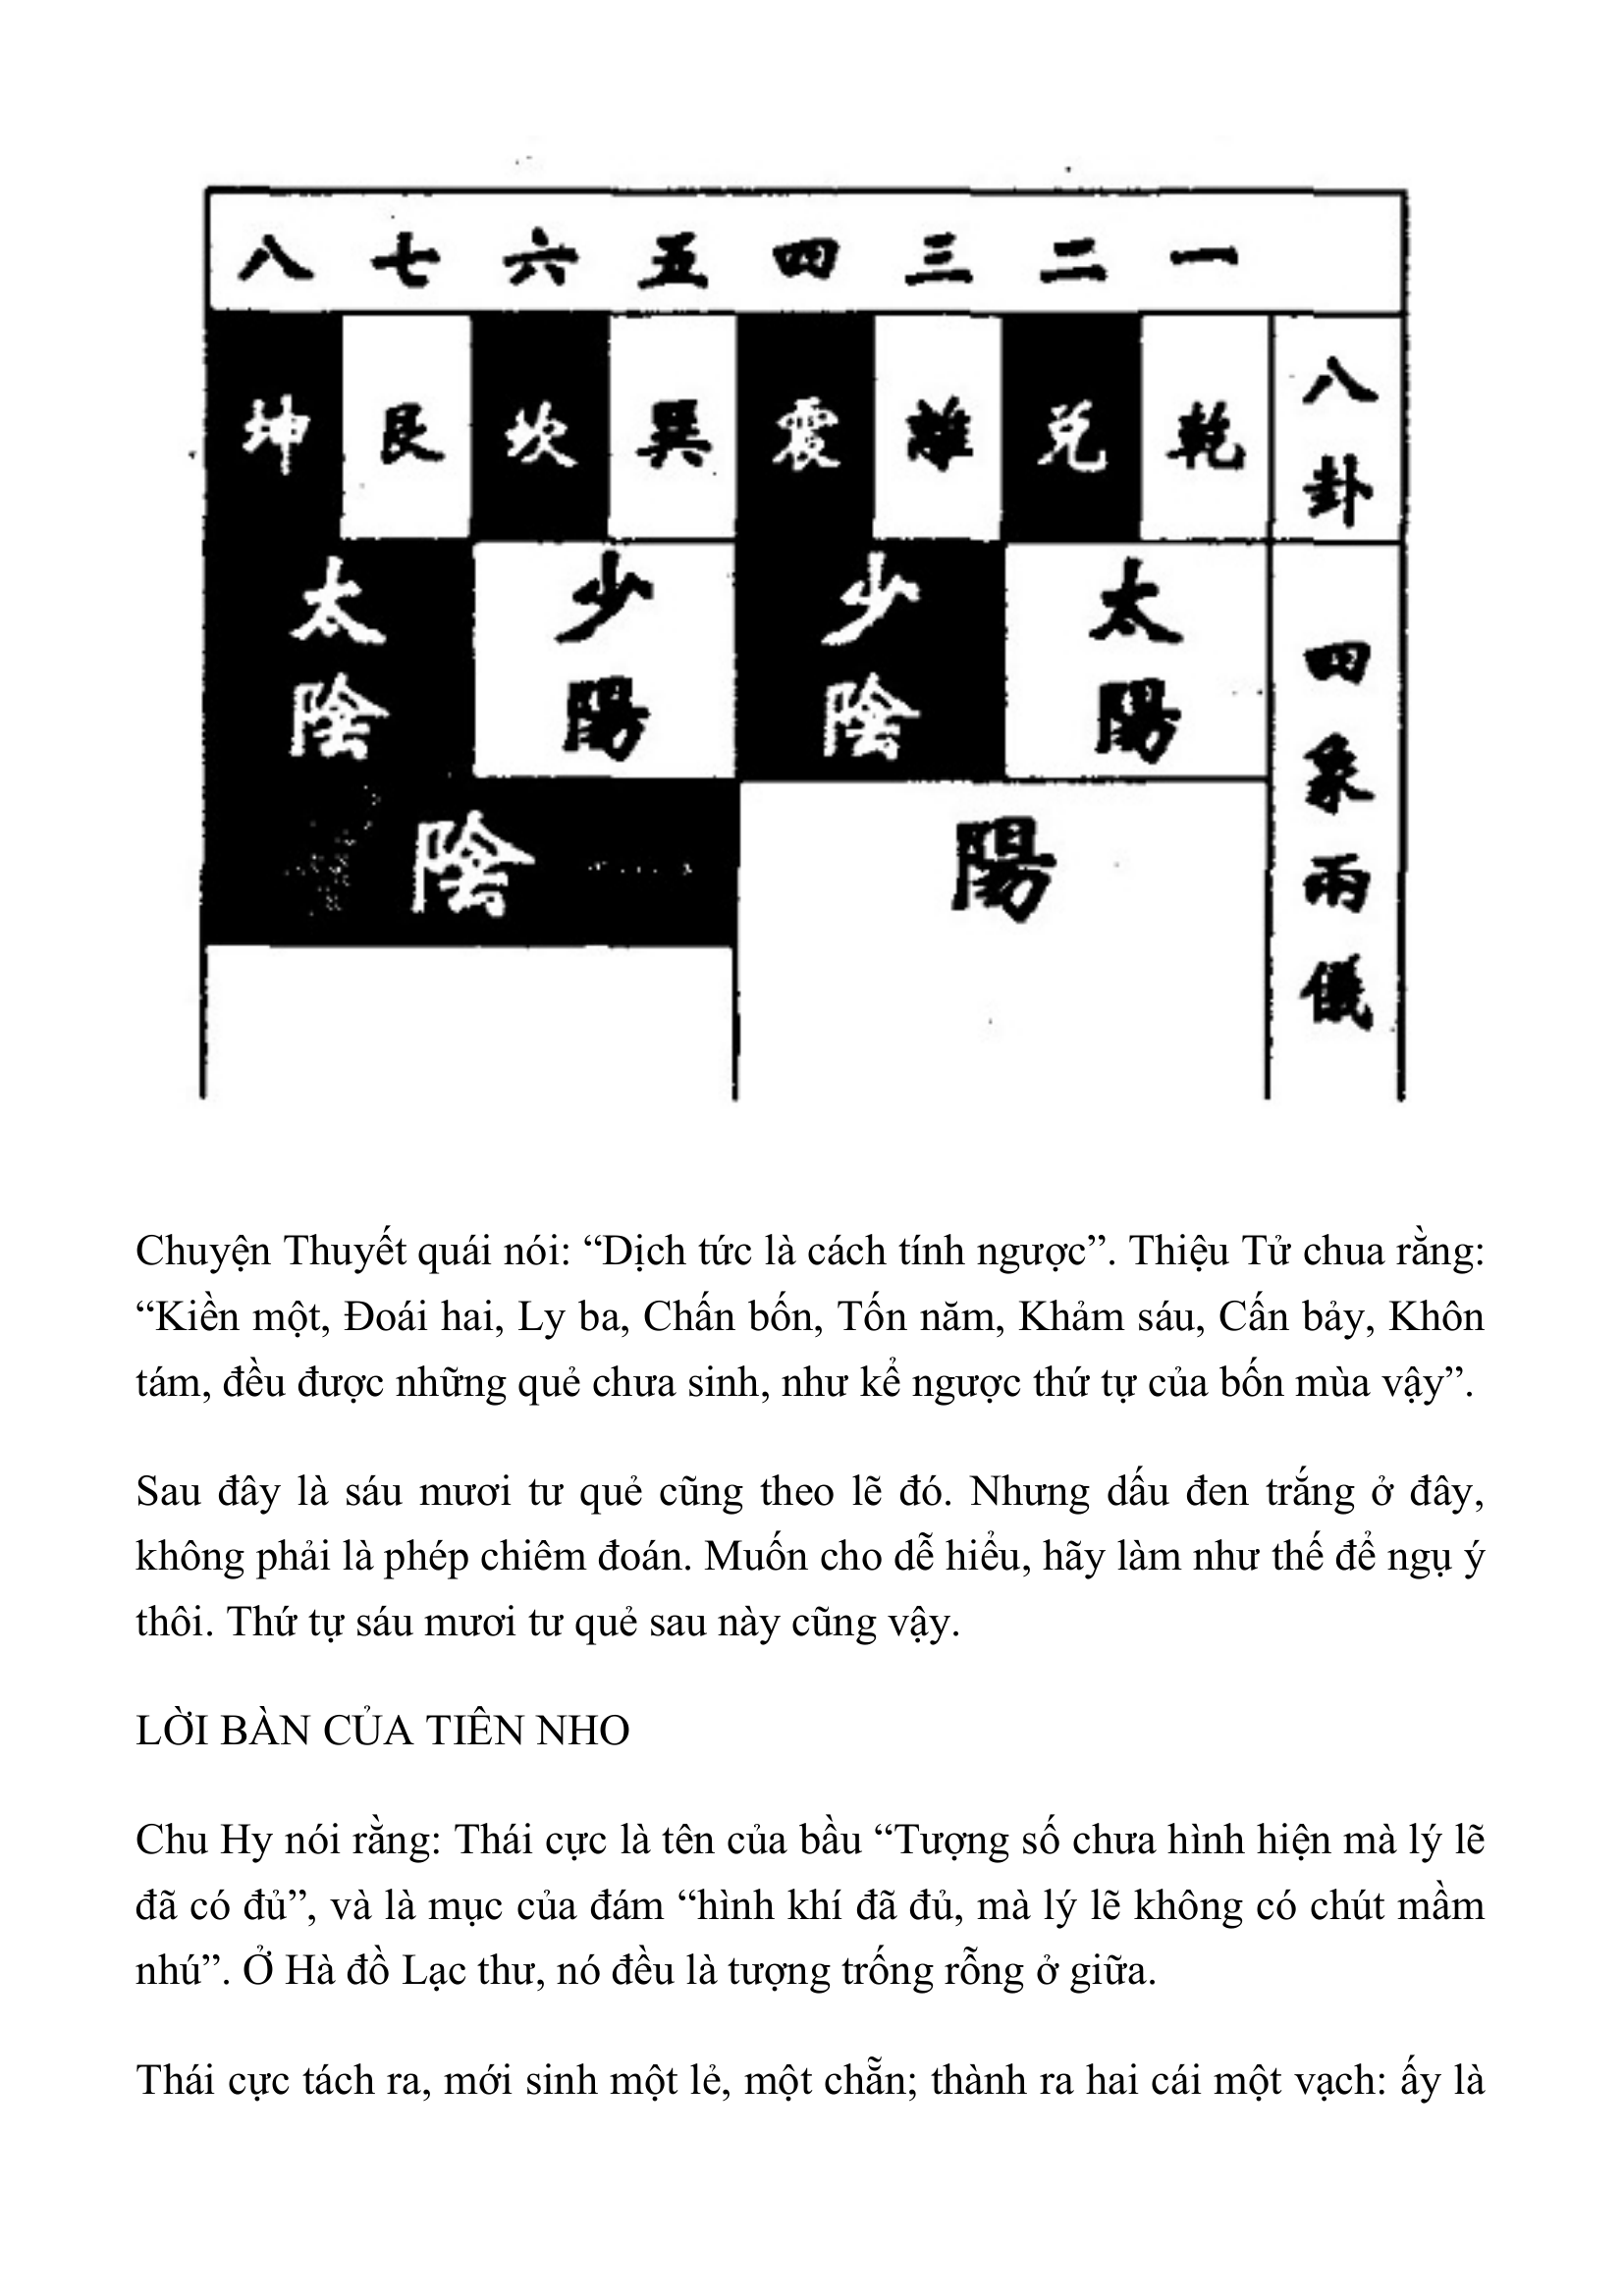 八 七 六 五 四 三 二 一
坤 艮 坎 巽 震 離 兑 乾 八卦
太陰 少陽 少陰 太陽 四象
陰 陽 兩儀
Chuyện Thuyết quái nói: “Dịch tức là cách tính ngược”. Thiệu Tử chua rằng:
“Kiền một, Đoái hai, Ly ba, Chấn bốn, Tốn năm, Khảm sáu, Cấn bảy, Khôn
tám, đều được những quẻ chưa sinh, như kể ngược thứ tự của bốn mùa vậy”.
Sau đây là sáu mươi tư quẻ cũng theo lẽ đó. Nhưng dấu đen trắng ở đây,
không phải là phép chiêm đoán. Muốn cho dễ hiểu, hãy làm như thế để ngụ ý
thôi. Thứ tự sáu mươi tư quẻ sau này cũng vậy.
LỜI BÀN CỦA TIÊN NHO
Chu Hy nói rằng: Thái cực là tên của bầu “Tượng số chưa hình hiện mà lý lẽ
đã có đủ”, và là mục của đám “hình khí đã đủ, mà lý lẽ không có chút mầm
nhú”. Ở Hà đồ Lạc thư, nó đều là tượng trống rỗng ở giữa.
Thái cực tách ra, mới sinh một lẻ, một chẵn; thành ra hai cái một vạch: ấy là